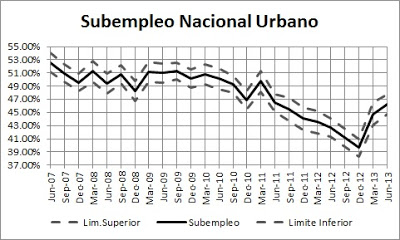 Subempleo Nacional Urbano
55.00%
53.00%
51.00%
49.00%
47.00%
45.00%
43.00%
41.00%
39.00%
37.00%
Jun-07
Sep-07
Dec-07
Mar-08
Jun-08
Sep-08
Dec-08
Mar-09
Jun-09
Sep-09
Dec-09
Mar-10
Jun-10
Sep-10
Dec-10
Mar-11
Jun-11
Sep-11
Dec-11
Mar-12
Jun-12
Sep-12
Dec-12
Mar-13
Jun-13
Lim.Superior Subempleo Limite Inferior